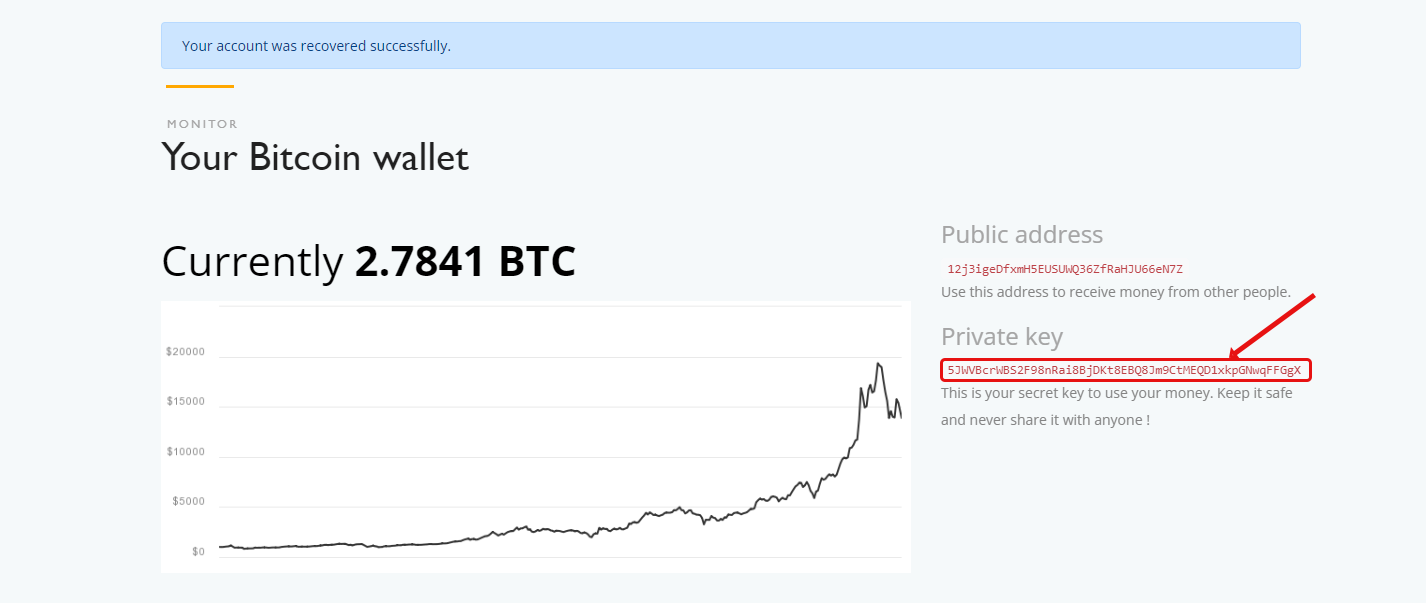 Your account was recovered successfully.
MONITOR
Your Bitcoin wallet
Currently 2.7841 BTC
$20000
$15000
$10000
$5000
$0
Public address
12j3igeDfxmH5EUSUWQ36ZfRaHJU66eN7Z
Use this address to receive money from other people.
Private key
5JWVBcrWBS2F98nRai8BjDKt8EBQ8Jm9CtMEQD1xkpGNwqFFGgX
This is your secret key to use your money. Keep it safe
and never share it with anyone !